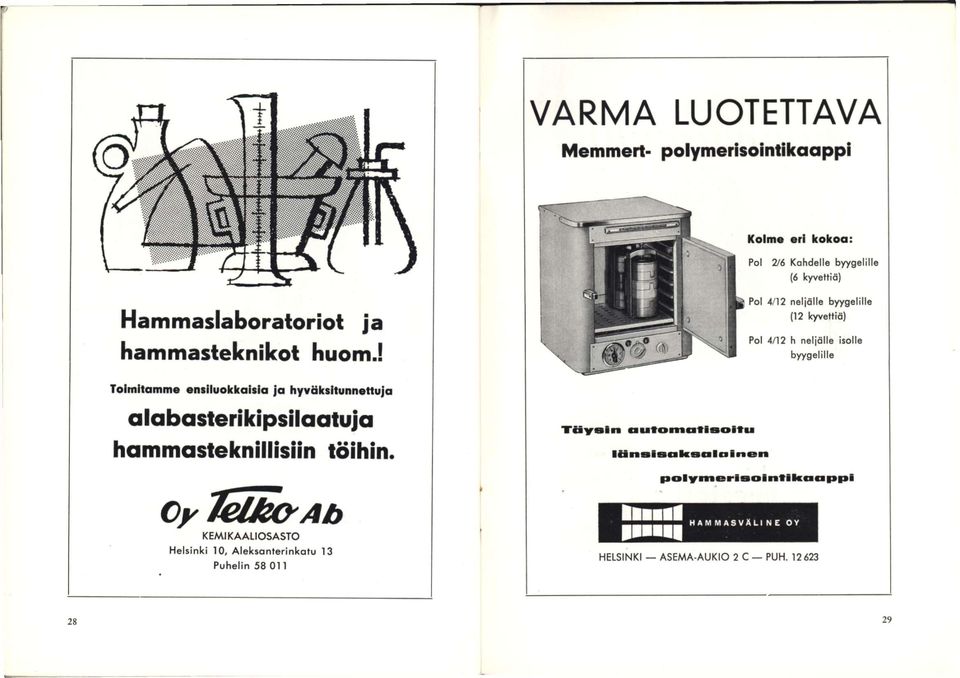 Hammaslaboratoriot ja
hammasteknikot huom.!
Toimitamme ensiluokkaisia ja hyväksitunnettuja
alabasterikipsilaatuja
hammasteknillisiin töihin.
Oy Telko Ab
KEMIKAALIOSASTO
Helsinki 10, Aleksanterinkatu 13
Puhelin 58 011
28
VARMA LUOTETTAVA
Memmert- polymerisointikaappi
Kolme eri kokoa:
Pol 2/6 Kahdelle byygelille
(6 kyvettiä)
Pol 4/12 neljälle byygelille
(12 kyvettiä)
Pol 4/12 h neljälle isolle
byygelille
Täysin automatisoitu
länsisaksalainen
polymerisointikaappi
HAMMASVÄLINE OY
HELSINKI — ASEMA-AUKIO 2 C — PUH. 12 623
29